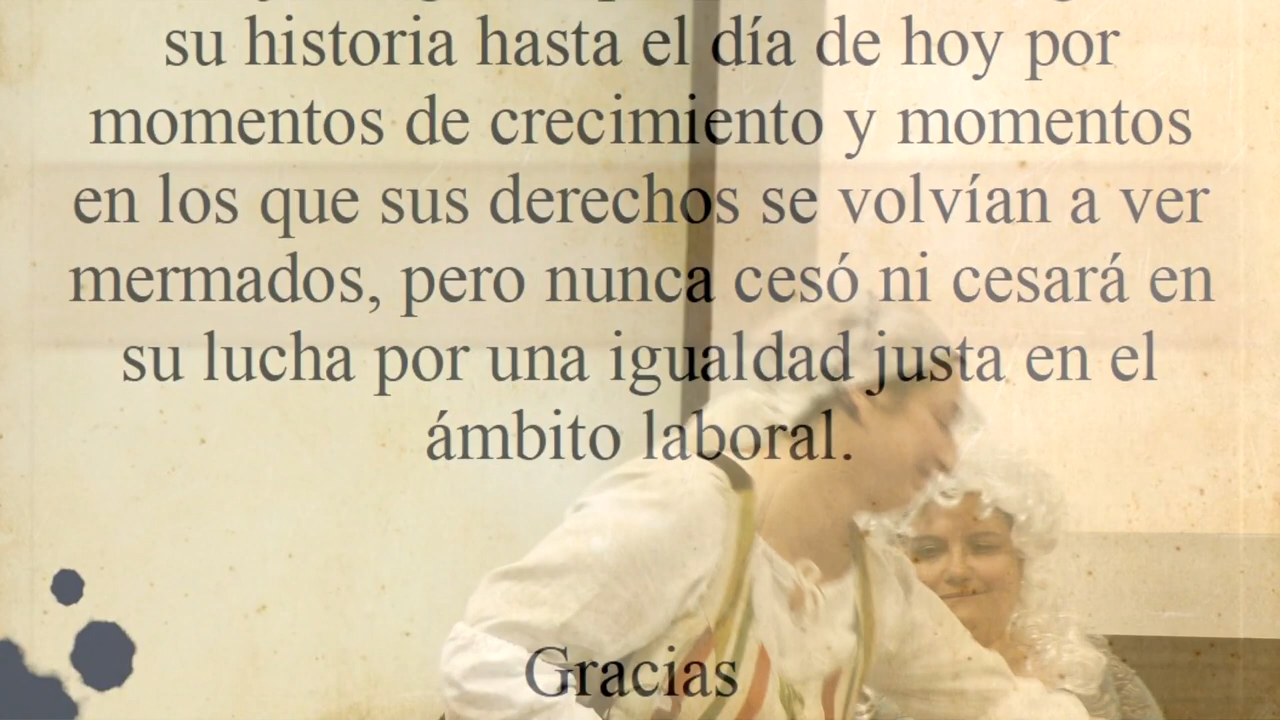 su historia hasta el día de hoy por
momentos de crecimiento y momentos
en los que sus derechos se volvían a ver
mermados, pero nunca cesó ni cesará en
su lucha por una igualdad justa en el
ámbito laboral.
Gracias